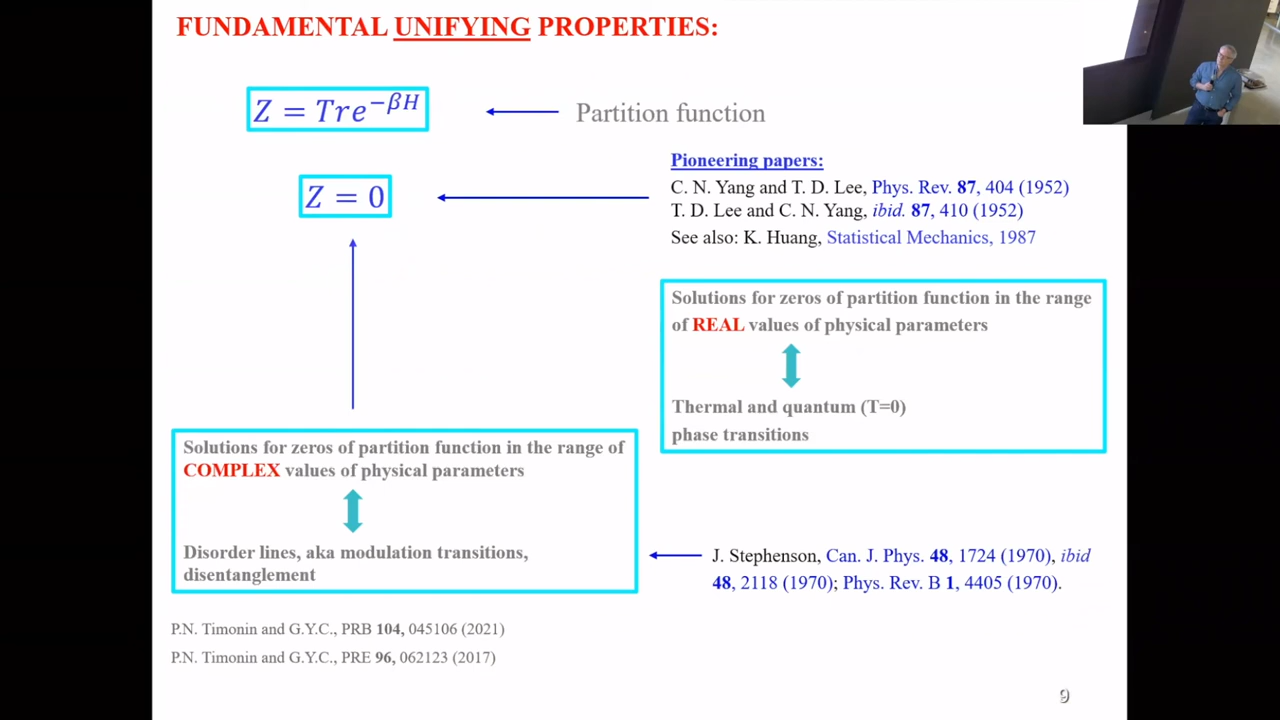 FUNDAMENTAL UNIFYING PROPERTIES:
Z = Tre^{-βH}
Partition function
Z = 0
Pioneering papers:
C. N. Yang and T. D. Lee, Phys. Rev. 87, 404 (1952)
T. D. Lee and C. N. Yang, ibid. 87, 410 (1952)
See also: K. Huang, Statistical Mechanics, 1987
Solutions for zeros of partition function in the range
of REAL values of physical parameters
Thermal and quantum (T=0)
phase transitions
Solutions for zeros of partition function in the range of
COMPLEX values of physical parameters
Disorder lines, aka modulation transitions,
disentanglement
J. Stephenson, Can. J. Phys. 48, 1724 (1970), ibid
48, 2118 (1970); Phys. Rev. B 1, 4405 (1970).
P.N. Timonin and G.Y.C., PRB 104, 045106 (2021)
P.N. Timonin and G.Y.C., PRE 96, 062123 (2017)
9